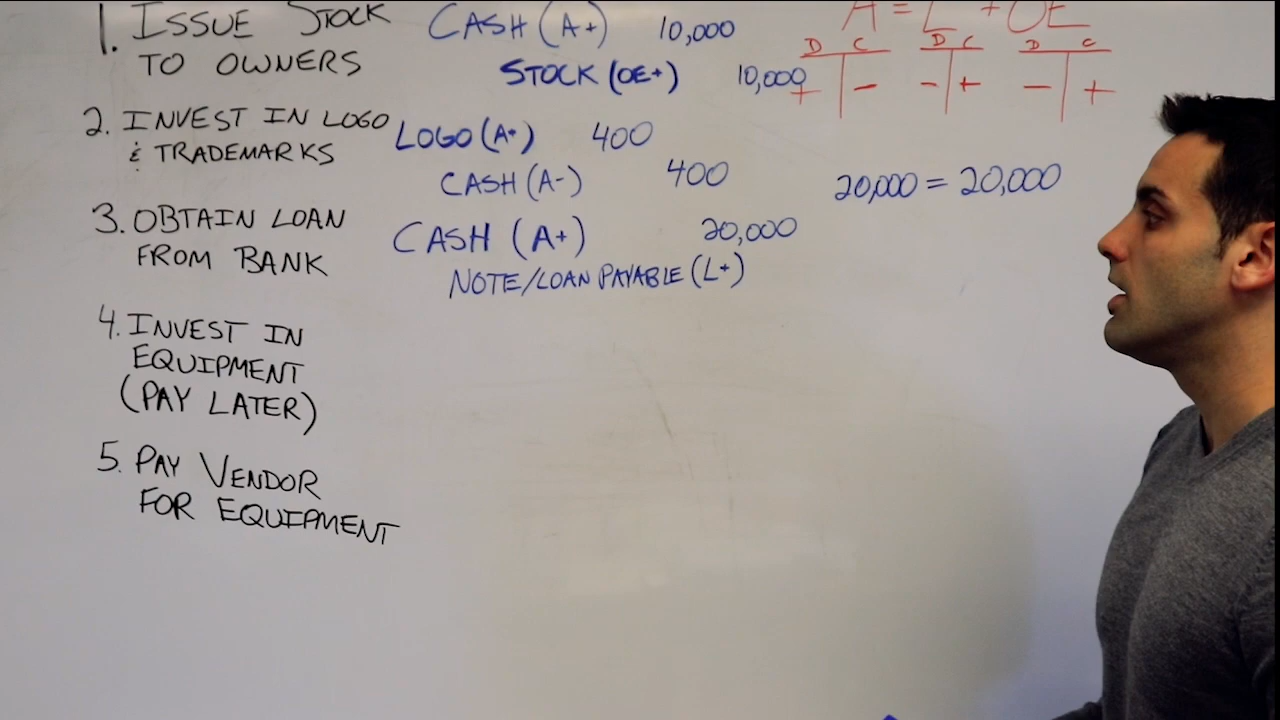 1. ISSUE STOCK
TO OWNERS
CASH (A+) 10,000
STOCK (OE+) 10,000
A = L + OE
D C D C D C
+ - - + - +
2. INVEST IN LOGO
& TRADEMARKS
LOGO (A+) 400
CASH (A-) 400
20,000 = 20,000
3. OBTAIN LOAN
FROM BANK
CASH (A+) 20,000
NOTE/LOAN PAYABLE (L+)
4. INVEST IN
EQUIPMENT
(PAY LATER)
5. PAY VENDOR
FOR EQUIPMENT